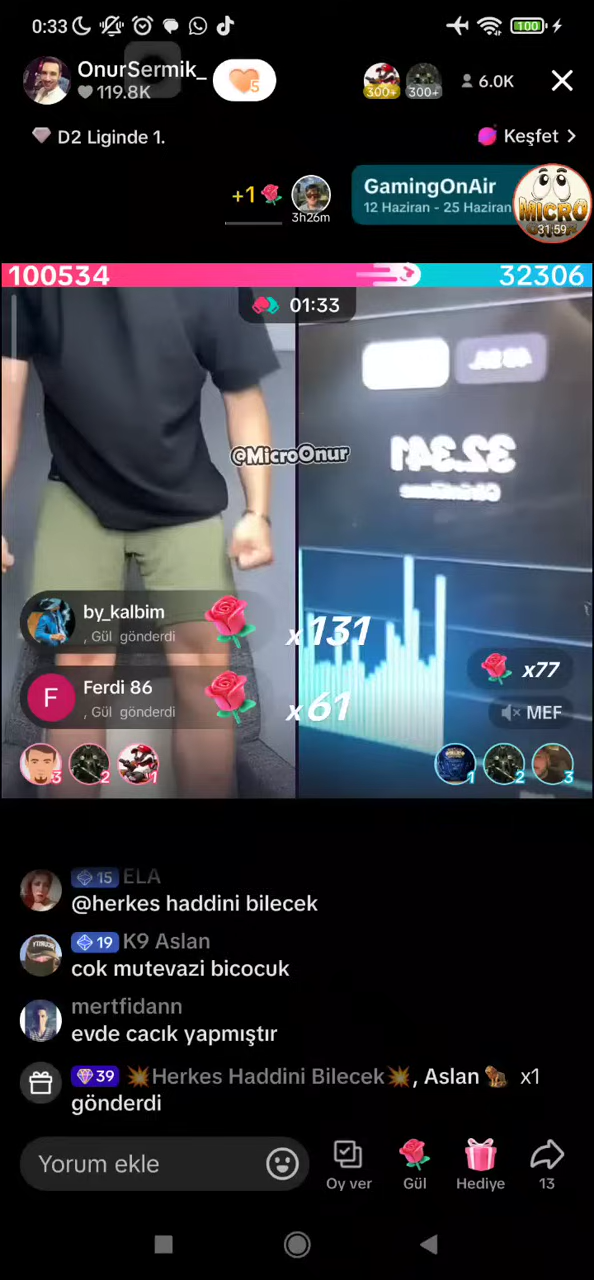 0:33
100
OnurSermik_
119.8K
5
300+
300+
6.0K
D2 Liginde 1.
Keşfet
+1
3h26m
GamingOnAir
12 Haziran - 25 Haziran
MICRO
31:59
100534
32306
01:33
@MicroOnur
32.341
by_kalbim
, Gül gönderdi
x131
x77
F
Ferdi 86
, Gül gönderdi
x61
MEF
3
2
1
1
2
3
15 ELA
@herkes haddini bilecek
19 K9 Aslan
cok mutevazi bicocuk
mertfidann
evde cacık yapmıştır
39 💥Herkes Haddini Bilecek💥, Aslan 🦁 x1
gönderdi
Yorum ekle
Oy ver
Gül
Hediye
13